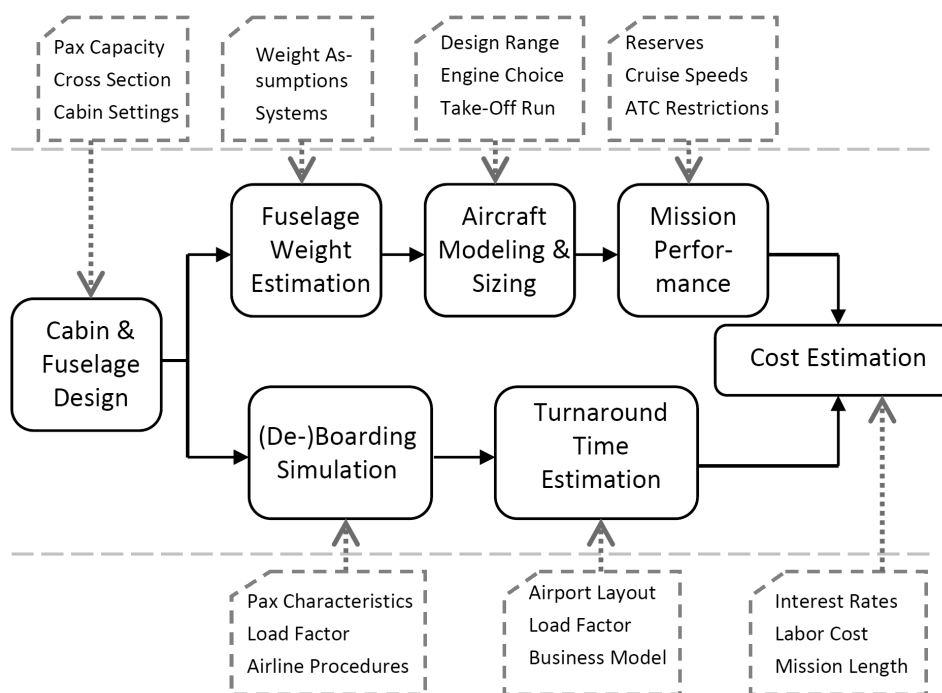 Pax Capacity
Cross Section
Cabin Settings
Weight As-
sumptions
Systems
Design Range
Engine Choice
Take-Off Run
Reserves
Cruise Speeds
ATC Restrictions
Fuselage
Weight
Estimation
Aircraft
Modeling &
Sizing
Mission
Perfor-
mance
Cabin &
Fuselage
Design
Cost Estimation
(De-)Boarding
Simulation
Turnaround
Time
Estimation
Pax Characteristics
Load Factor
Airline Procedures
Airport Layout
Load Factor
Business Model
Interest Rates
Labor Cost
Mission Length